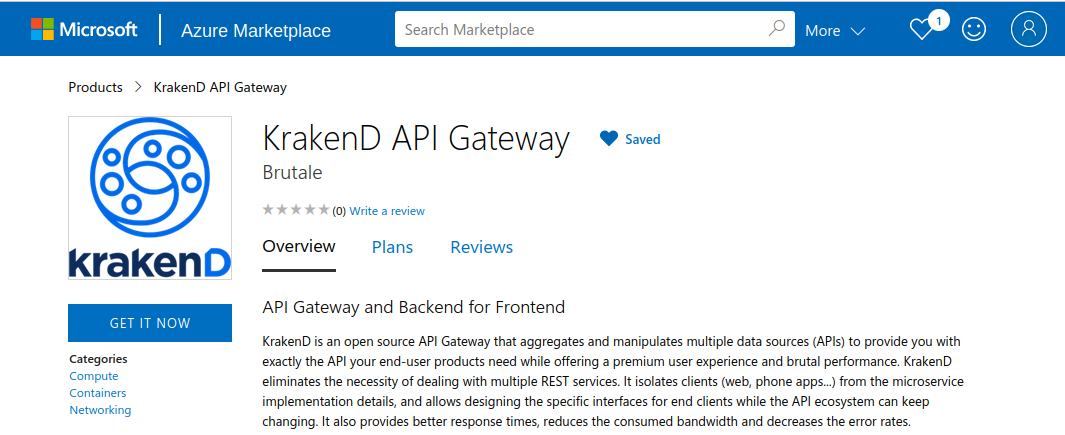 Microsoft Azure Marketplace Search Marketplace More 1
Products > KrakenD API Gateway
krakenD
KrakenD API Gateway Saved
Brutale
(0) Write a review
Overview Plans Reviews
GET IT NOW
Categories
Compute
Containers
Networking
API Gateway and Backend for Frontend
KrakenD is an open source API Gateway that aggregates and manipulates multiple data sources (APIs) to provide you with
exactly the API your end-user products need while offering a premium user experience and brutal performance. KrakenD
eliminates the necessity of dealing with multiple REST services. It isolates clients (web, phone apps...) from the microservice
implementation details, and allows designing the specific interfaces for end clients while the API ecosystem can keep
changing. It also provides better response times, reduces the consumed bandwidth and decreases the error rates.